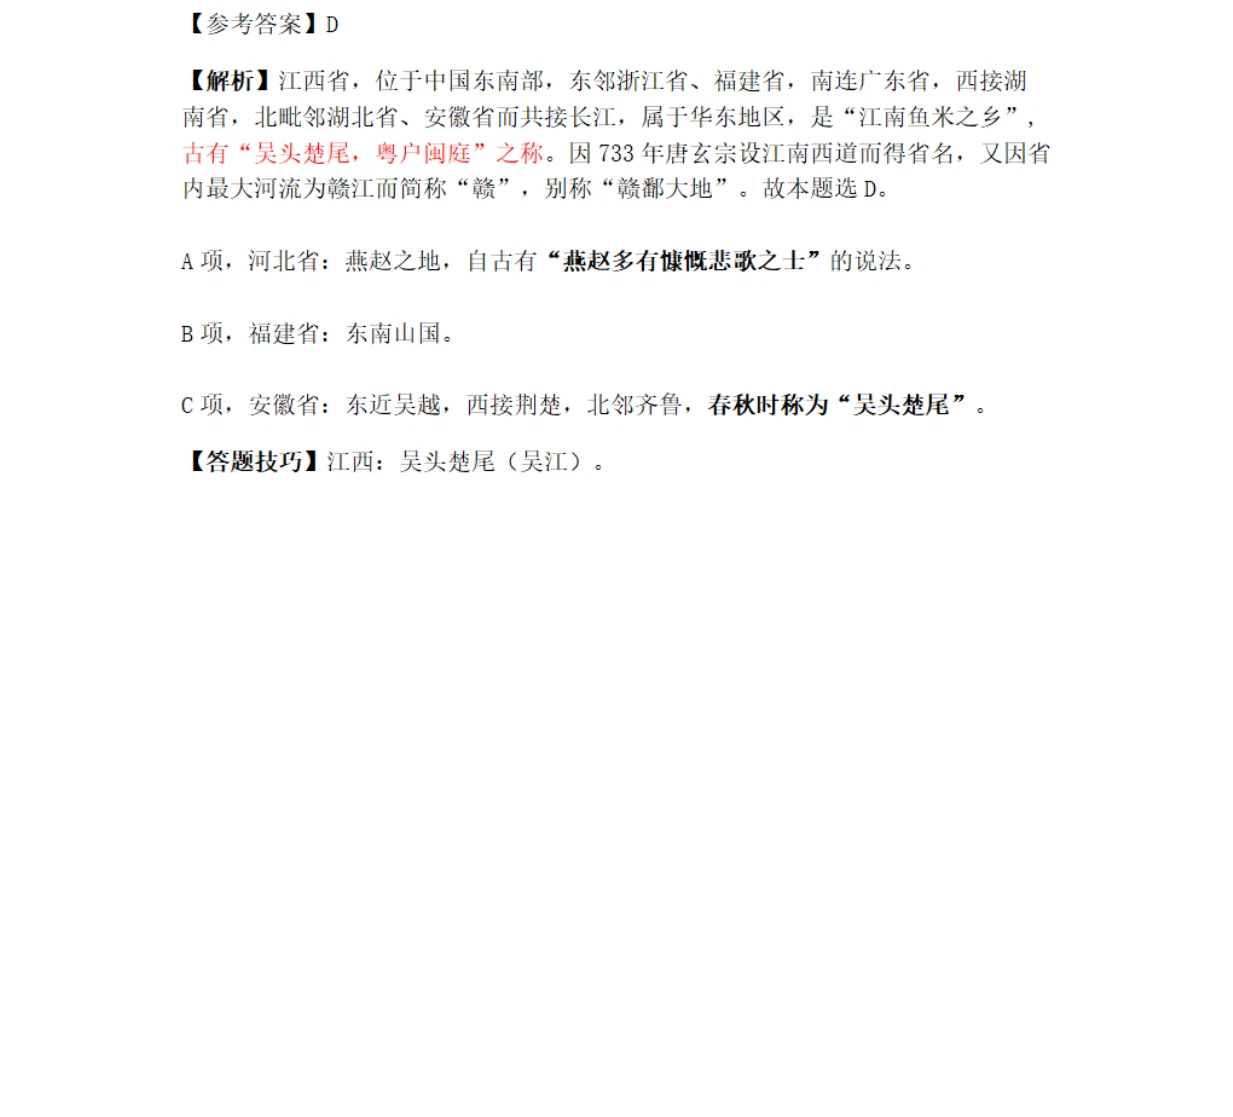 【参考答案】D
【解析】江西省，位于中国东南部，东邻浙江省、福建省，南连广东省，西接湖
南省，北毗邻湖北省、安徽省而共接长江，属于华东地区，是“江南鱼米之乡”，
古有“吴头楚尾，粤户闽庭”之称。因 733 年唐玄宗设江南西道而得省名，又因省
内最大河流为赣江而简称“赣”，别称“赣鄱大地”。故本题选 D。
A 项，河北省：燕赵之地，自古有“燕赵多有慷慨悲歌之士”的说法。
B 项，福建省：东南山国。
C 项，安徽省：东近吴越，西接荆楚，北邻齐鲁，春秋时称为“吴头楚尾”。
【答题技巧】江西：吴头楚尾（吴江）。